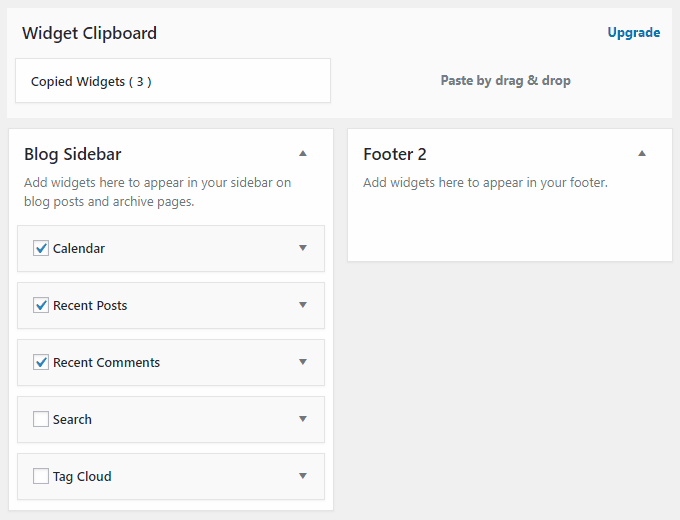 Widget Clipboard
Upgrade
Copied Widgets ( 3 )
Paste by drag & drop
Blog Sidebar
Add widgets here to appear in your sidebar on
blog posts and archive pages.
Calendar
Recent Posts
Recent Comments
Search
Tag Cloud
Footer 2
Add widgets here to appear in your footer.